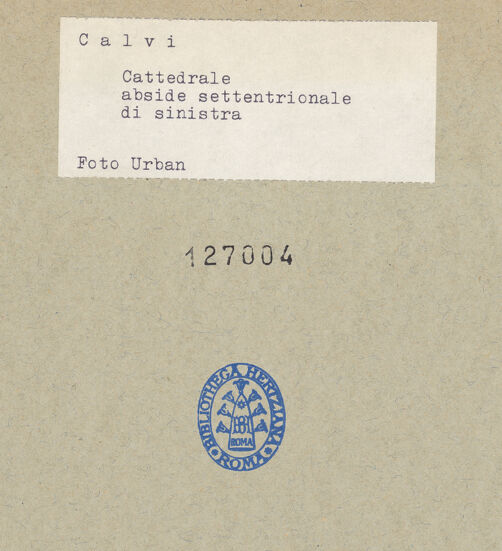 C a l v i
Cattedrale
abside settentrionale
di sinistra
Foto Urban
127004
BIBLIOTHECA HERTZIANA
ROMA
ROMA